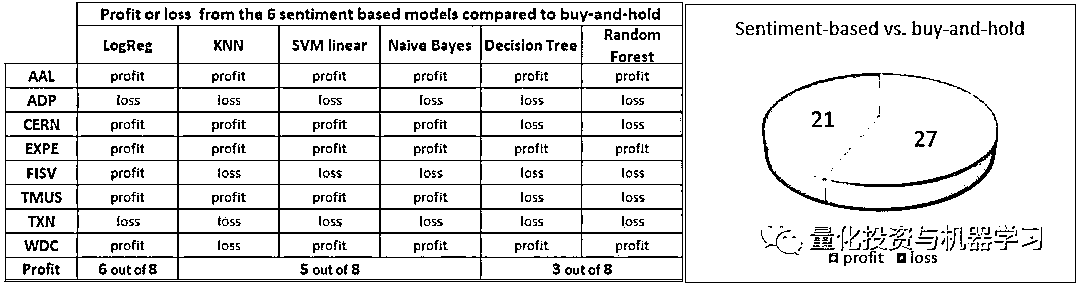 Profit or loss from the 6 sentiment based models compared to buy-and-hold
LogReg KNN SVM linear Naive Bayes Decision Tree Random Forest
AAL profit profit profit profit profit profit
ADP loss loss loss loss loss loss
CERN profit profit profit profit loss loss
EXPE profit profit profit profit profit profit
FISV profit loss loss loss loss loss
TMUS profit profit profit profit loss loss
TXN loss loss loss loss loss loss
WDC profit loss profit profit profit profit
Profit 6 out of 8 5 out of 8 3 out of 8
Sentiment-based vs. buy-and-hold
21
27
量化投资与机器学习
profit loss